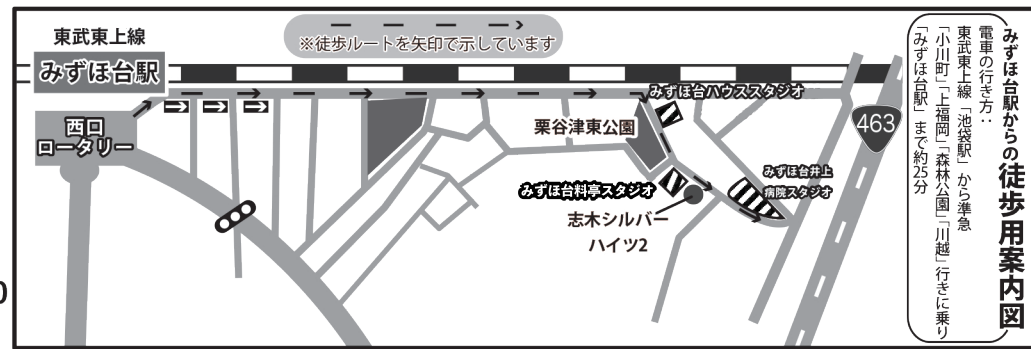 みずほ台駅からの徒歩用案内図
電車の行き方：
東武東上線「池袋駅」から準急
「小川町」「上福岡」「森林公園」「川越」行きに乗り
「みずほ台駅」まで約25分
※徒歩ルートを矢印で示しています
東武東上線
みずほ台駅
西口
ロータリー
みずほ台ハウススタジオ
栗谷津東公園
463
みずほ台井上
病院スタジオ
みずほ台料亭スタジオ
志木シルバー
ハイツ2